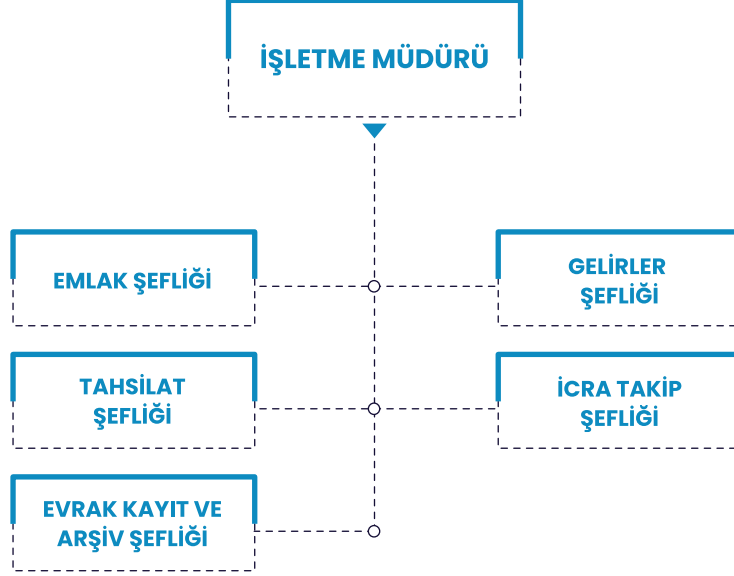 İŞLETME MÜDÜRÜ
EMLAK ŞEFLİĞİ
GELİRLER
ŞEFLİĞİ
TAHSİLAT
ŞEFLİĞİ
İCRA TAKİP
ŞEFLİĞİ
EVRAK KAYIT VE
ARŞİV ŞEFLİĞİ